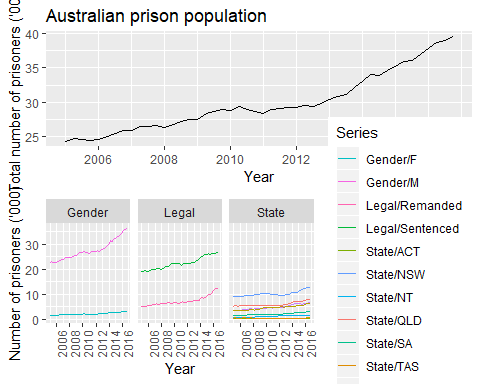 Australian prison population
Total number of prisoners ('00
40
35
30
25
2006 2008 2010 2012
Year
Series
Gender/F
Gender/M
Legal/Remanded
Legal/Sentenced
State/ACT
State/NSW
State/NT
State/QLD
State/SA
State/TAS
Number of prisoners ('000)
Gender Legal State
30
20
10
0
2006 2008 2010 2012 2014 2016 2006 2008 2010 2012 2014 2016 2006 2008 2010 2012 2014 2016
Year